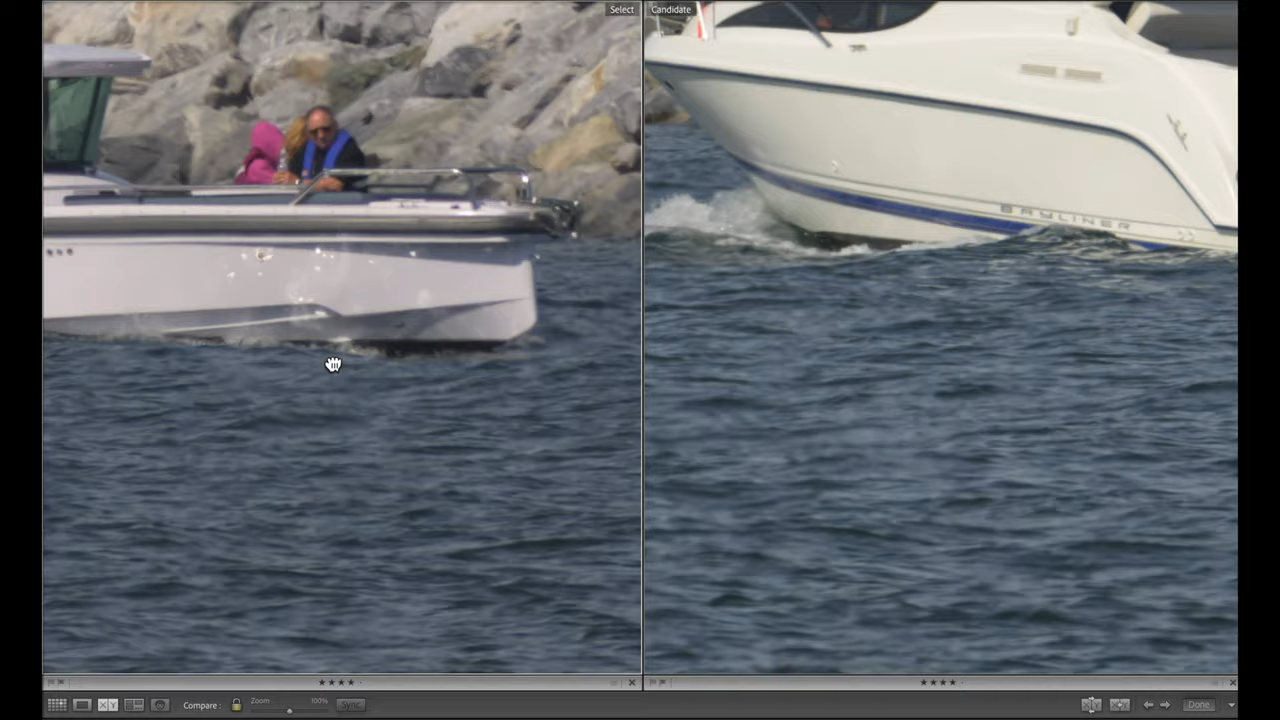 Select
Candidate
BAYLINER
Compare :
Zoom
100%
Sync
Done